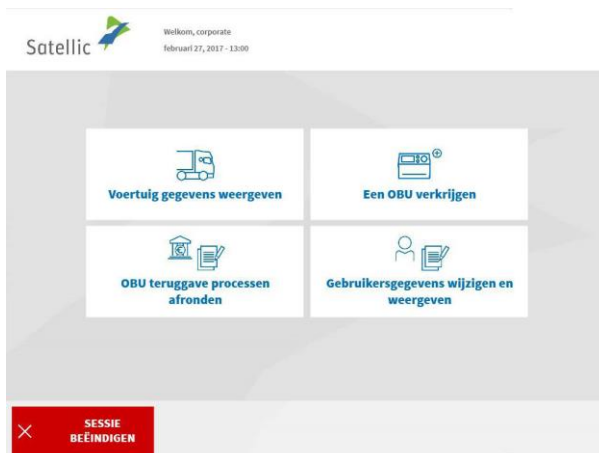 Satellic
Welkom, corporate
februari 27, 2017 - 13:00
Voertuig gegevens weergeven
Een OBU verkrijgen
OBU teruggave processen
afronden
Gebruikersgegevens wijzigen en
weergeven
SESSIE
BEËINDIGEN